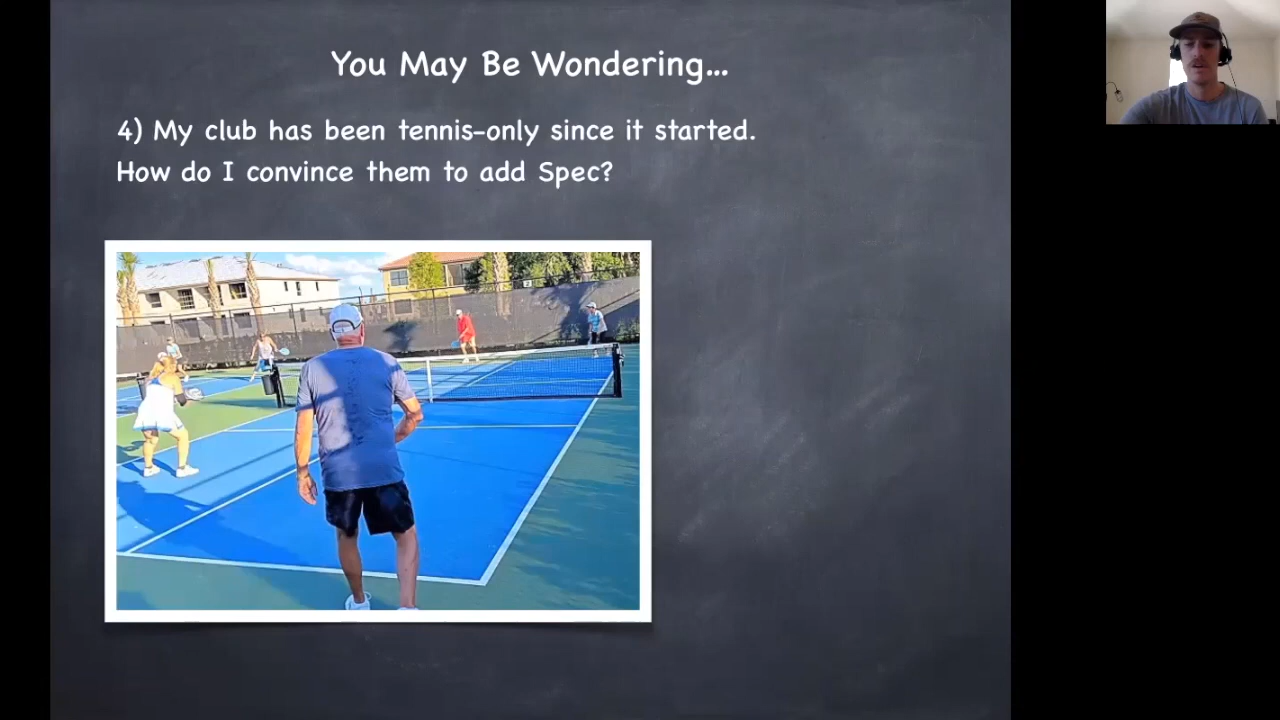 You May Be Wondering...
4) My club has been tennis-only since it started.
How do I convince them to add Spec?